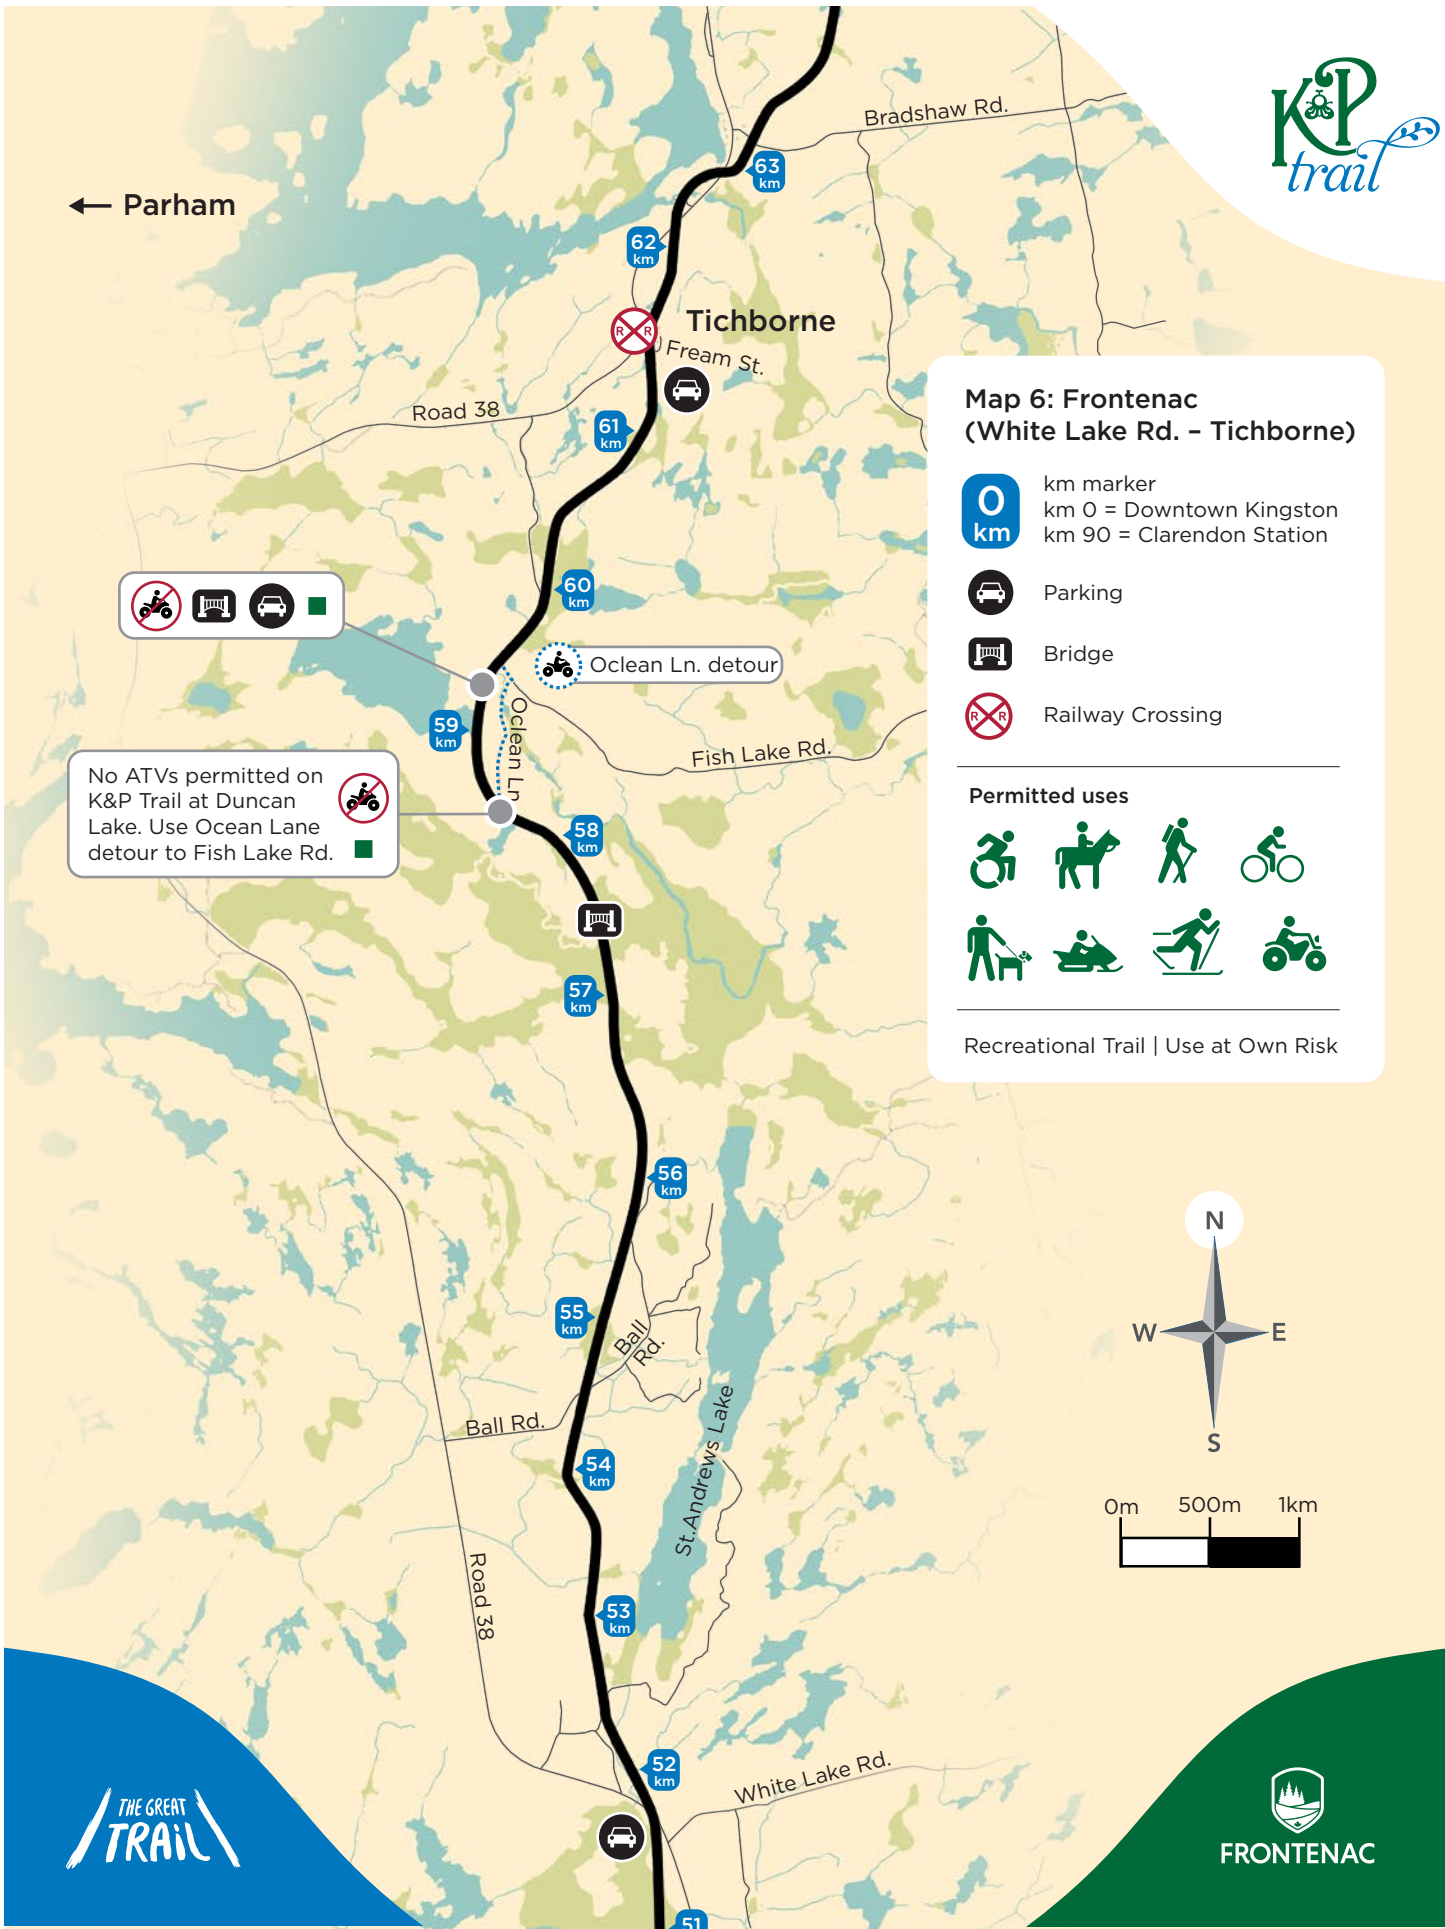 K&P
trail
Bradshaw Rd.
63
km
Parham
62
km
Tichborne
R R
Fream St.
Road 38
61
km
Map 6: Frontenac
(White Lake Rd. – Tichborne)
0
km
km marker
km 0 = Downtown Kingston
km 90 = Clarendon Station
Parking
Bridge
R R
Railway Crossing
Permitted uses
Recreational Trail | Use at Own Risk
60
km
Oclean Ln. detour
Oclean Ln.
59
km
Fish Lake Rd.
No ATVs permitted on
K&P Trail at Duncan
Lake. Use Ocean Lane
detour to Fish Lake Rd.
58
km
57
km
56
km
55
km
Ball
Rd.
Ball Rd.
St. Andrews Lake
54
km
Road 38
53
km
52
km
White Lake Rd.
51
N
W
E
S
0m 500m 1km
THE GREAT
TRAIL
FRONTENAC